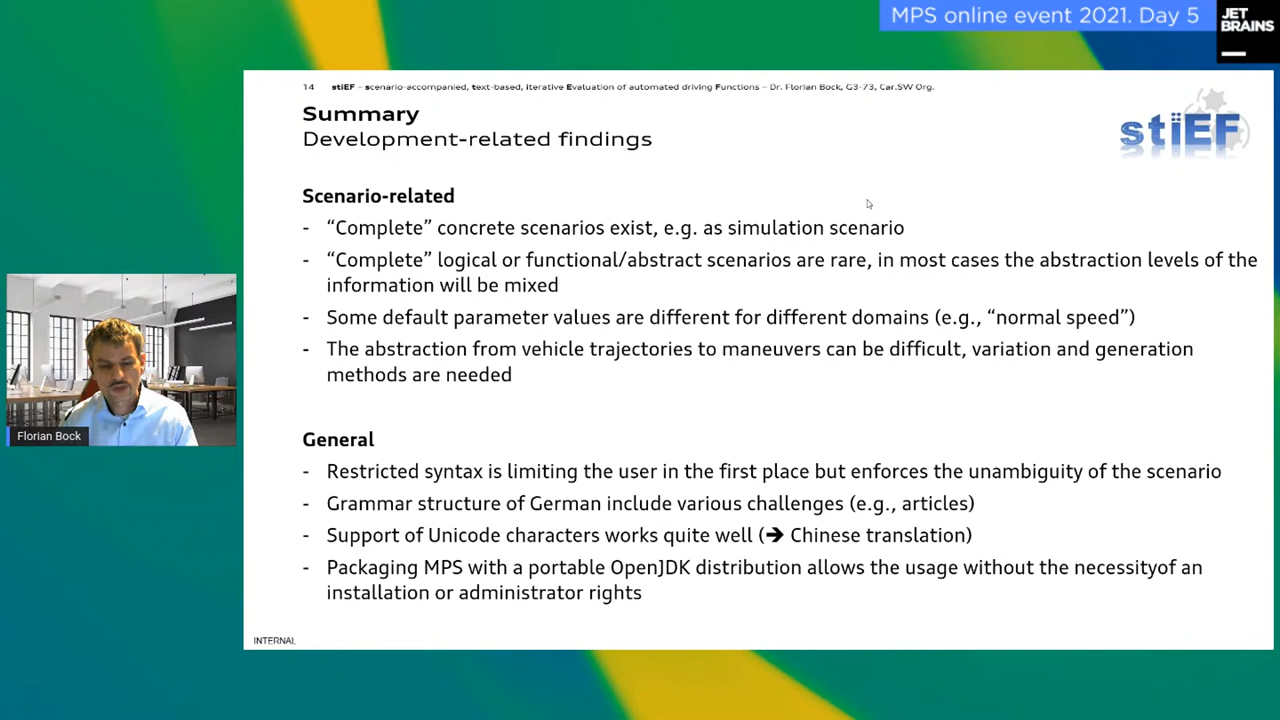 MPS online event 2021. Day 5
JET
BRAINS
14 stiEF – scenario-accompanied, text-based, iterative Evaluation of automated driving Functions – Dr. Florian Bock, G3-73, Car.SW Org.
Summary
Development-related findings
stiEF
Scenario-related
- “Complete” concrete scenarios exist, e.g. as simulation scenario
- “Complete” logical or functional/abstract scenarios are rare, in most cases the abstraction levels of the
information will be mixed
- Some default parameter values are different for different domains (e.g., “normal speed”)
- The abstraction from vehicle trajectories to maneuvers can be difficult, variation and generation
methods are needed
Florian Bock
General
- Restricted syntax is limiting the user in the first place but enforces the unambiguity of the scenario
- Grammar structure of German include various challenges (e.g., articles)
- Support of Unicode characters works quite well (➔ Chinese translation)
- Packaging MPS with a portable OpenJDK distribution allows the usage without the necessityof an
installation or administrator rights
INTERNAL